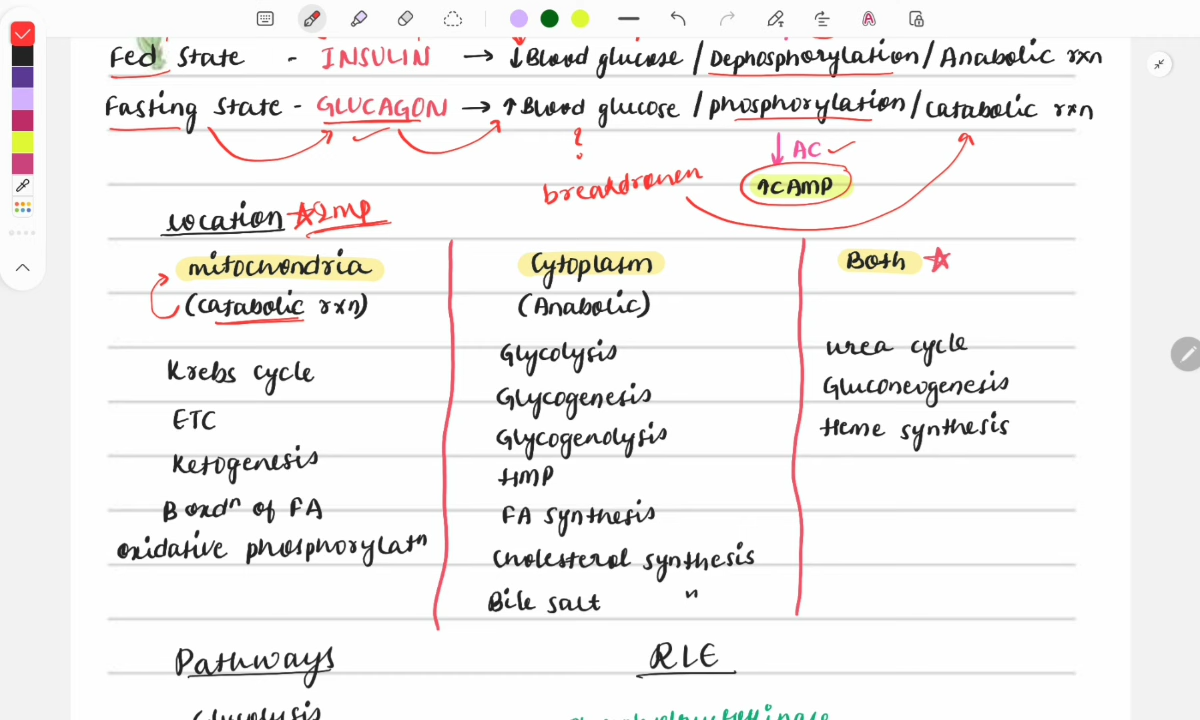 Fed State - INSULIN → ↓Blood glucose / Dephosphorylation / Anabolic rxn
Fasting State - GLUCAGON → ↑Blood glucose / phosphorylation / catabolic rxn
?
↓ AC ✓
↑CAMP
location ☆ imp
mitochondria
(catabolic rxn)
Krebs cycle
ETC
Ketogenesis
B oxdⁿ of FA
oxidative phosphorylatⁿ
Cytoplasm
(Anabolic)
Glycolysis
Glycogenesis
Glycogenolysis
HMP
FA synthesis
Cholesterol synthesis
Bile salt "
Both ☆
urea cycle
Gluconeogenesis
Heme synthesis
Pathways RLE
Glycolysis